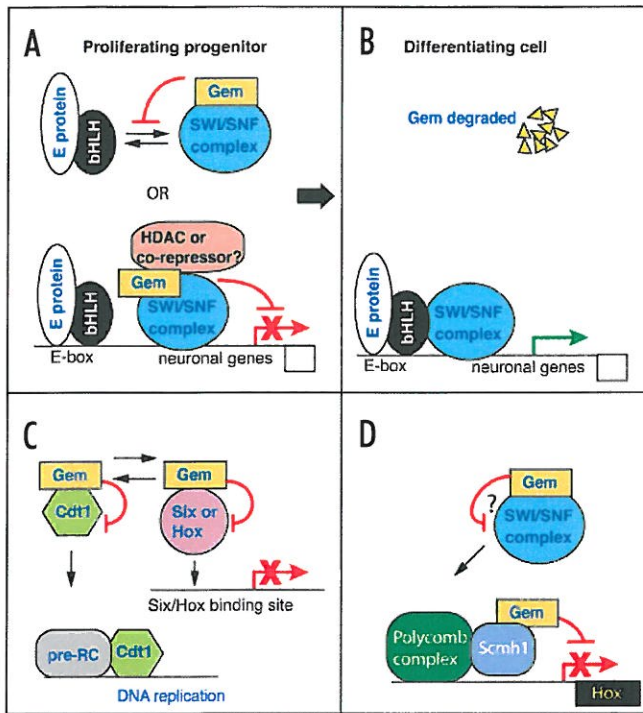 A
Proliferating progenitor
E protein
bHLH
Gem
SWI/SNF
complex
OR
HDAC or
co-repressor?
E protein
bHLH
Gem
SWI/SNF
complex
E-box
neuronal genes
B
Differentiating cell
Gem degraded
E protein
bHLH
SWI/SNF
complex
E-box
neuronal genes
C
Gem
Cdt1
Gem
Six or
Hox
Six/Hox binding site
pre-RC
Cdt1
DNA replication
D
Gem
?
SWI/SNF
complex
Gem
Polycomb
complex
Scmh1
Hox